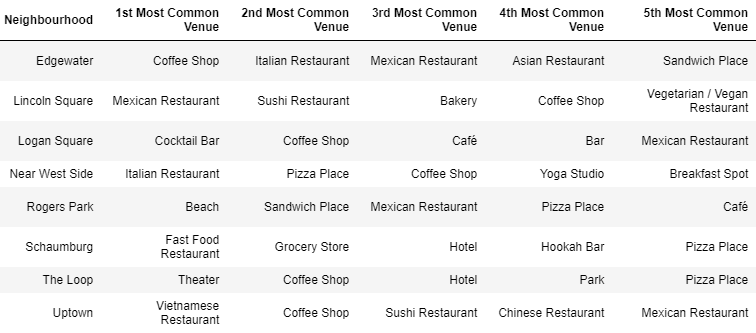 Neighbourhood 1st Most Common Venue 2nd Most Common Venue 3rd Most Common Venue 4th Most Common Venue 5th Most Common Venue
Edgewater Coffee Shop Italian Restaurant Mexican Restaurant Asian Restaurant Sandwich Place
Lincoln Square Mexican Restaurant Sushi Restaurant Bakery Coffee Shop Vegetarian / Vegan Restaurant
Logan Square Cocktail Bar Coffee Shop Café Bar Mexican Restaurant
Near West Side Italian Restaurant Pizza Place Coffee Shop Yoga Studio Breakfast Spot
Rogers Park Beach Sandwich Place Mexican Restaurant Pizza Place Café
Schaumburg Fast Food Restaurant Grocery Store Hotel Hookah Bar Pizza Place
The Loop Theater Coffee Shop Hotel Park Pizza Place
Uptown Vietnamese Restaurant Coffee Shop Sushi Restaurant Chinese Restaurant Mexican Restaurant